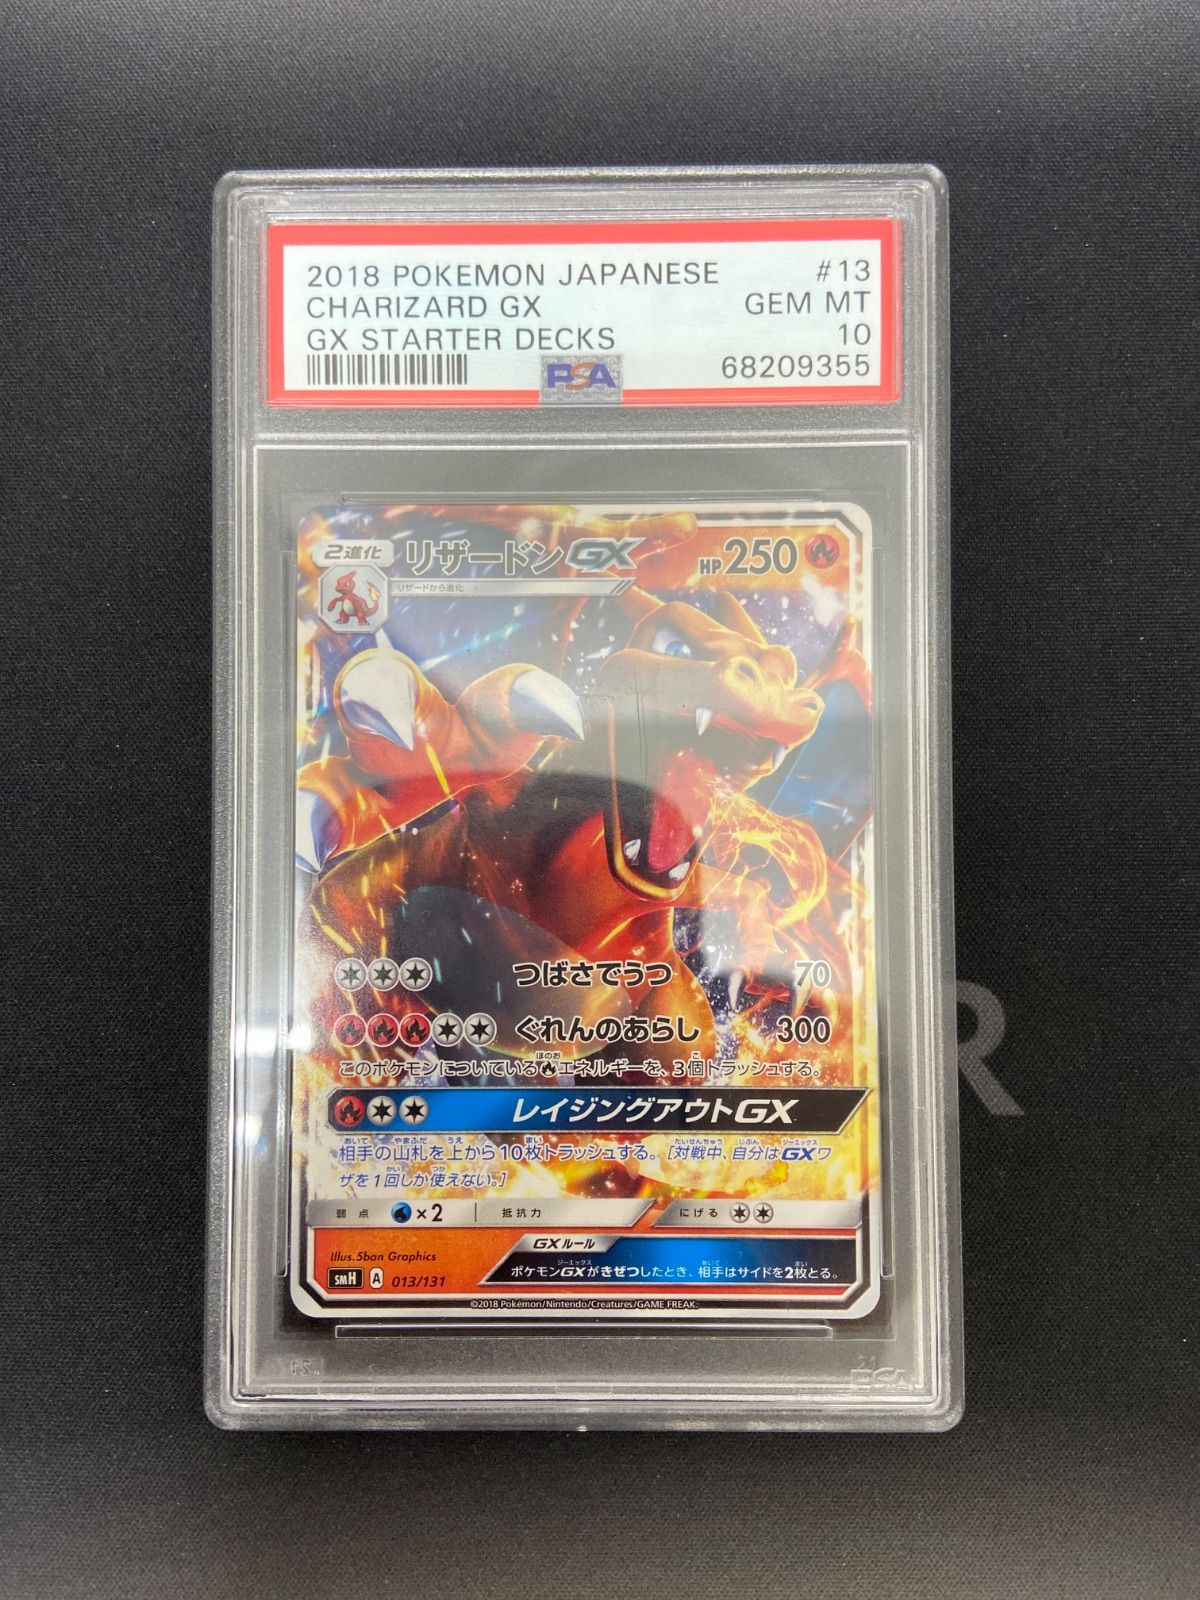 2018 POKEMON JAPANESE #13
CHARIZARD GX GEM MT
GX STARTER DECKS 10
PSA 68209355
2進化 リザードンGX HP250
リザードから進化
つばさでうつ 70
ぐれんのあらし 300
このポケモンについているエネルギーを、3個トラッシュする。
レイジングアウトGX
相手の山札を上から10枚トラッシュする。[対戦中、自分はGXワ
ザを1回しか使えない。]
弱点 ×2 抵抗力 にげる
GXルール
Illus.5ban Graphics
ポケモンGXがきぜつしたとき、相手はサイドを2枚とる。
SMH A 013/131
©2018 Pokémon/Nintendo/Creatures/GAME FREAK.
PSA
R